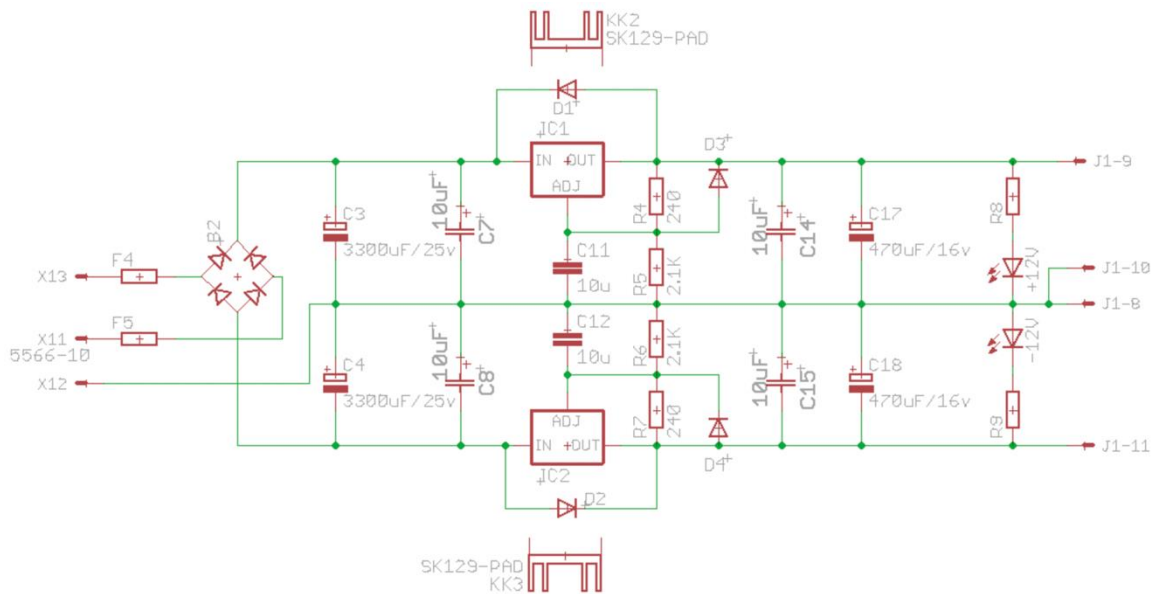 KK2
SK129-PAD
D1
IC1
IN
OUT
ADJ
D3
J1-9
B2
C3
3300uF/25v
10uF
C7
R4
240
10uF
C14
C17
470uF/16v
R8
F4
X13
C11
10u
R5
2.1K
+12V
J1-10
J1-8
F5
X11
5566-10
X12
C4
3300uF/25v
10uF
C8
C12
10u
R6
2.1K
10uF
C15
C18
470uF/16v
-12V
R7
240
R9
ADJ
IN
OUT
IC2
D4
J1-11
D2
SK129-PAD
KK3